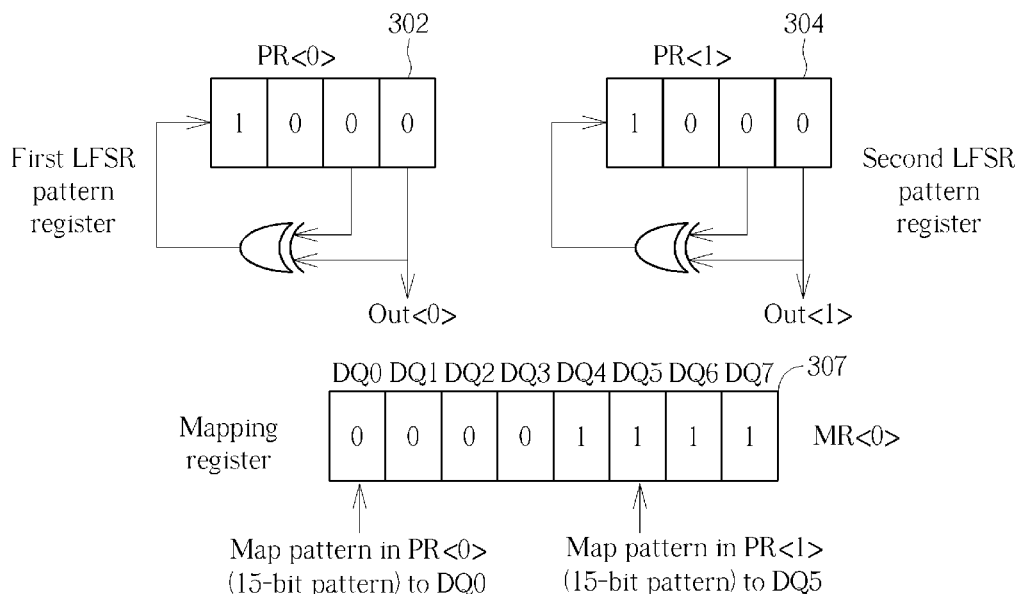 302
PR<0>
1 0 0 0
First LFSR
pattern
register
Out<0>
304
PR<1>
1 0 0 0
Second LFSR
pattern
register
Out<1>
DQ0 DQ1 DQ2 DQ3 DQ4 DQ5 DQ6 DQ7
307
Mapping
register
0 0 0 0 1 1 1 1
MR<0>
Map pattern in PR<0>
(15-bit pattern) to DQ0
Map pattern in PR<1>
(15-bit pattern) to DQ5